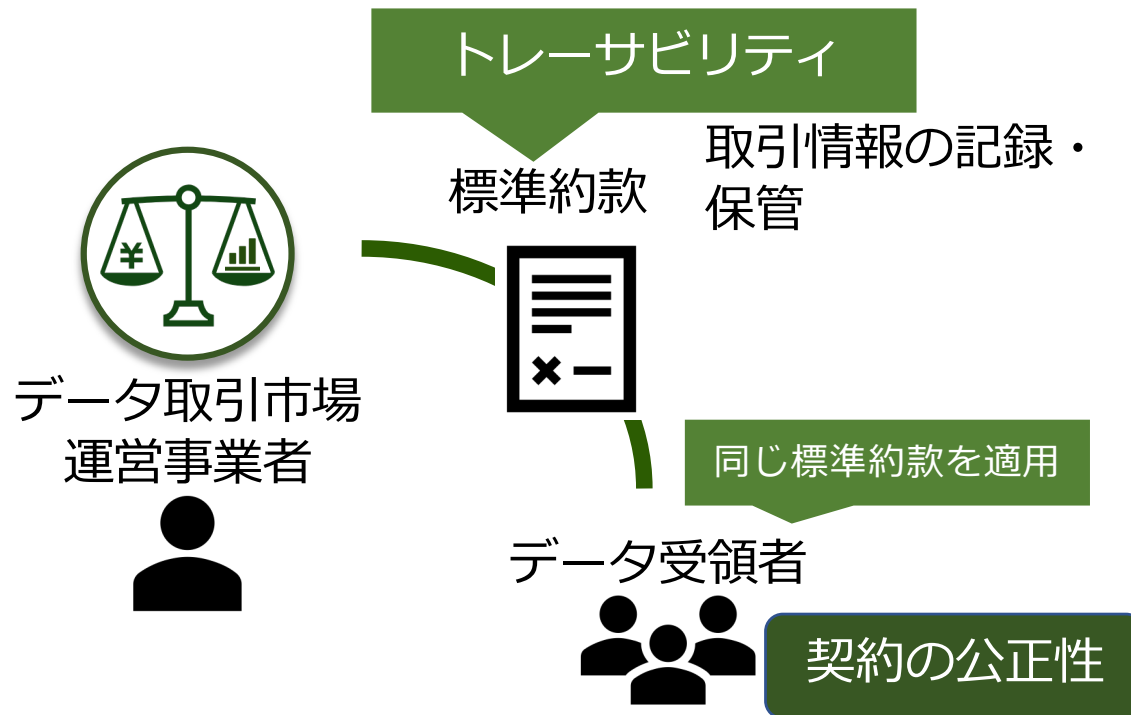 トレーサビリティ
取引情報の記録・
保管
標準約款
¥
データ取引市場
運営事業者
同じ標準約款を適用
データ受領者
契約の公正性